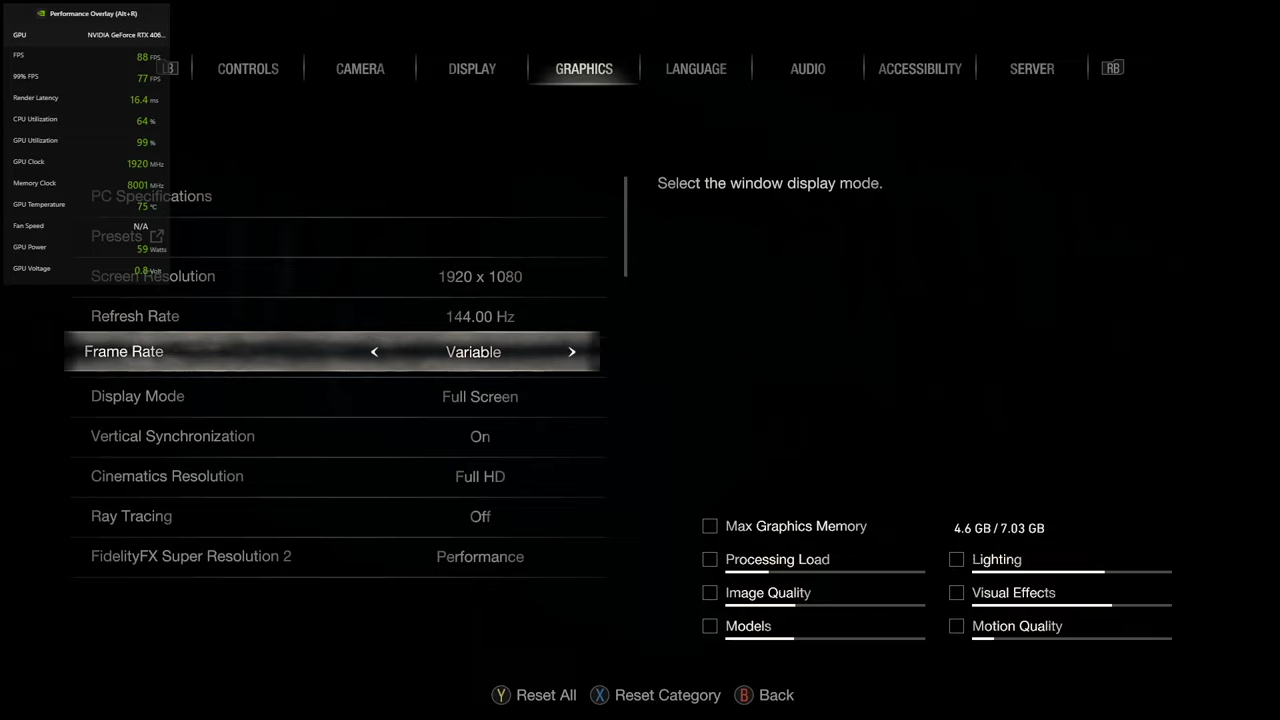 Performance Overlay (Alt+R)
GPU NVIDIA GeForce RTX 406...
FPS 88 FPS
99% FPS 77 FPS
Render Latency 16.4 ms
CPU Utilization 64 %
GPU Utilization 99 %
GPU Clock 1920 MHz
Memory Clock 8001 MHz
GPU Temperature 75 °C
Fan Speed N/A
GPU Power 59 Watts
GPU Voltage 0.8 Volt
LB CONTROLS CAMERA DISPLAY GRAPHICS LANGUAGE AUDIO ACCESSIBILITY SERVER RB
PC Specifications
Presets
Screen Resolution 1920 x 1080
Refresh Rate 144.00 Hz
Frame Rate Variable
Display Mode Full Screen
Vertical Synchronization On
Cinematics Resolution Full HD
Ray Tracing Off
FidelityFX Super Resolution 2 Performance
Select the window display mode.
Max Graphics Memory 4.6 GB / 7.03 GB
Processing Load Lighting
Image Quality Visual Effects
Models Motion Quality
Y Reset All X Reset Category B Back